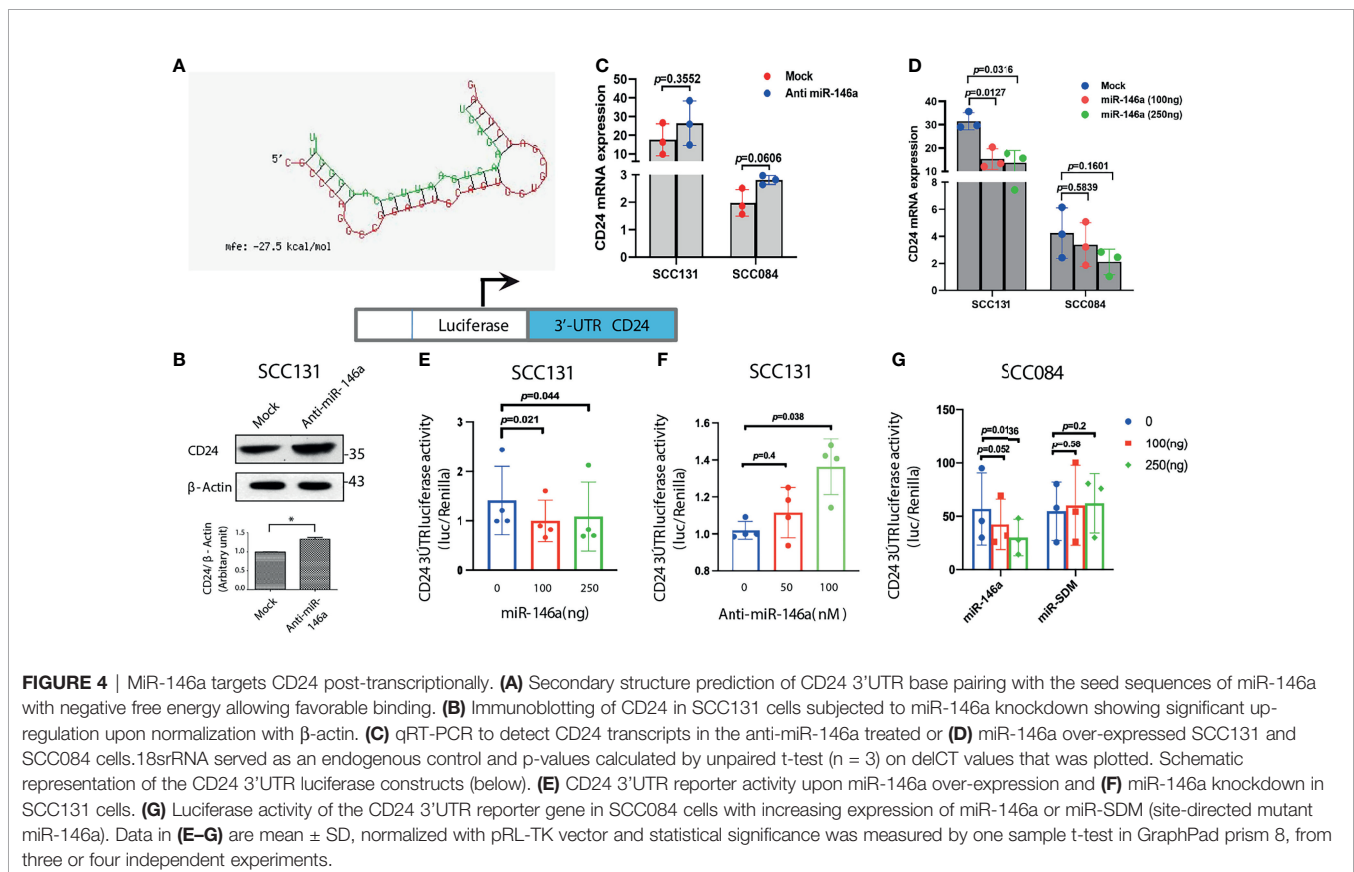 A
5'
mfe: -27.5 kcal/mol
C
Mock
Anti miR-146a
p=0.3552
p=0.0606
CD24 mRNA expression
50
40
30
20
10
3
2
1
0
SCC131
SCC084
D
Mock
miR-146a (100ng)
miR-146a (250ng)
p=0.0316
p=0.0127
p=0.1601
p=0.5839
CD24 mRNA expression
40
30
20
10
8
6
4
2
0
SCC131
SCC084
Luciferase
3'-UTR CD24
B
SCC131
Mock
Anti-miR-146a
CD24
-35
β-Actin
-43
*
CD24/ β - Actin
(Arbitary unit)
1.5
1.0
0.5
0.0
Mock
Anti-miR-
146a
E
SCC131
p=0.044
p=0.021
CD24 3ÚTRluciferase activity
(luc/Renilla)
3
2
1
0
0 100 250
miR-146a(ng)
F
SCC131
p=0.038
p=0.4
CD24 3ÚTRluciferase activity
(luc/Renilla)
1.6
1.4
1.2
1.0
0.8
0 50 100
Anti-miR-146a(nM)
G
SCC084
0
100(ng)
250(ng)
p=0.0136
p=0.052
p=0.2
p=0.58
CD24 3ÚTRluciferase activity
(luc/Renilla)
150
100
50
0
miR-146a
miR-SDM
FIGURE 4 | MiR-146a targets CD24 post-transcriptionally. (A) Secondary structure prediction of CD24 3'UTR base pairing with the seed sequences of miR-146a
with negative free energy allowing favorable binding. (B) Immunoblotting of CD24 in SCC131 cells subjected to miR-146a knockdown showing significant up-
regulation upon normalization with β-actin. (C) qRT-PCR to detect CD24 transcripts in the anti-miR-146a treated or (D) miR-146a over-expressed SCC131 and
SCC084 cells.18srRNA served as an endogenous control and p-values calculated by unpaired t-test (n = 3) on delCT values that was plotted. Schematic
representation of the CD24 3'UTR luciferase constructs (below). (E) CD24 3'UTR reporter activity upon miR-146a over-expression and (F) miR-146a knockdown in
SCC131 cells. (G) Luciferase activity of the CD24 3'UTR reporter gene in SCC084 cells with increasing expression of miR-146a or miR-SDM (site-directed mutant
miR-146a). Data in (E–G) are mean ± SD, normalized with pRL-TK vector and statistical significance was measured by one sample t-test in GraphPad prism 8, from
three or four independent experiments.